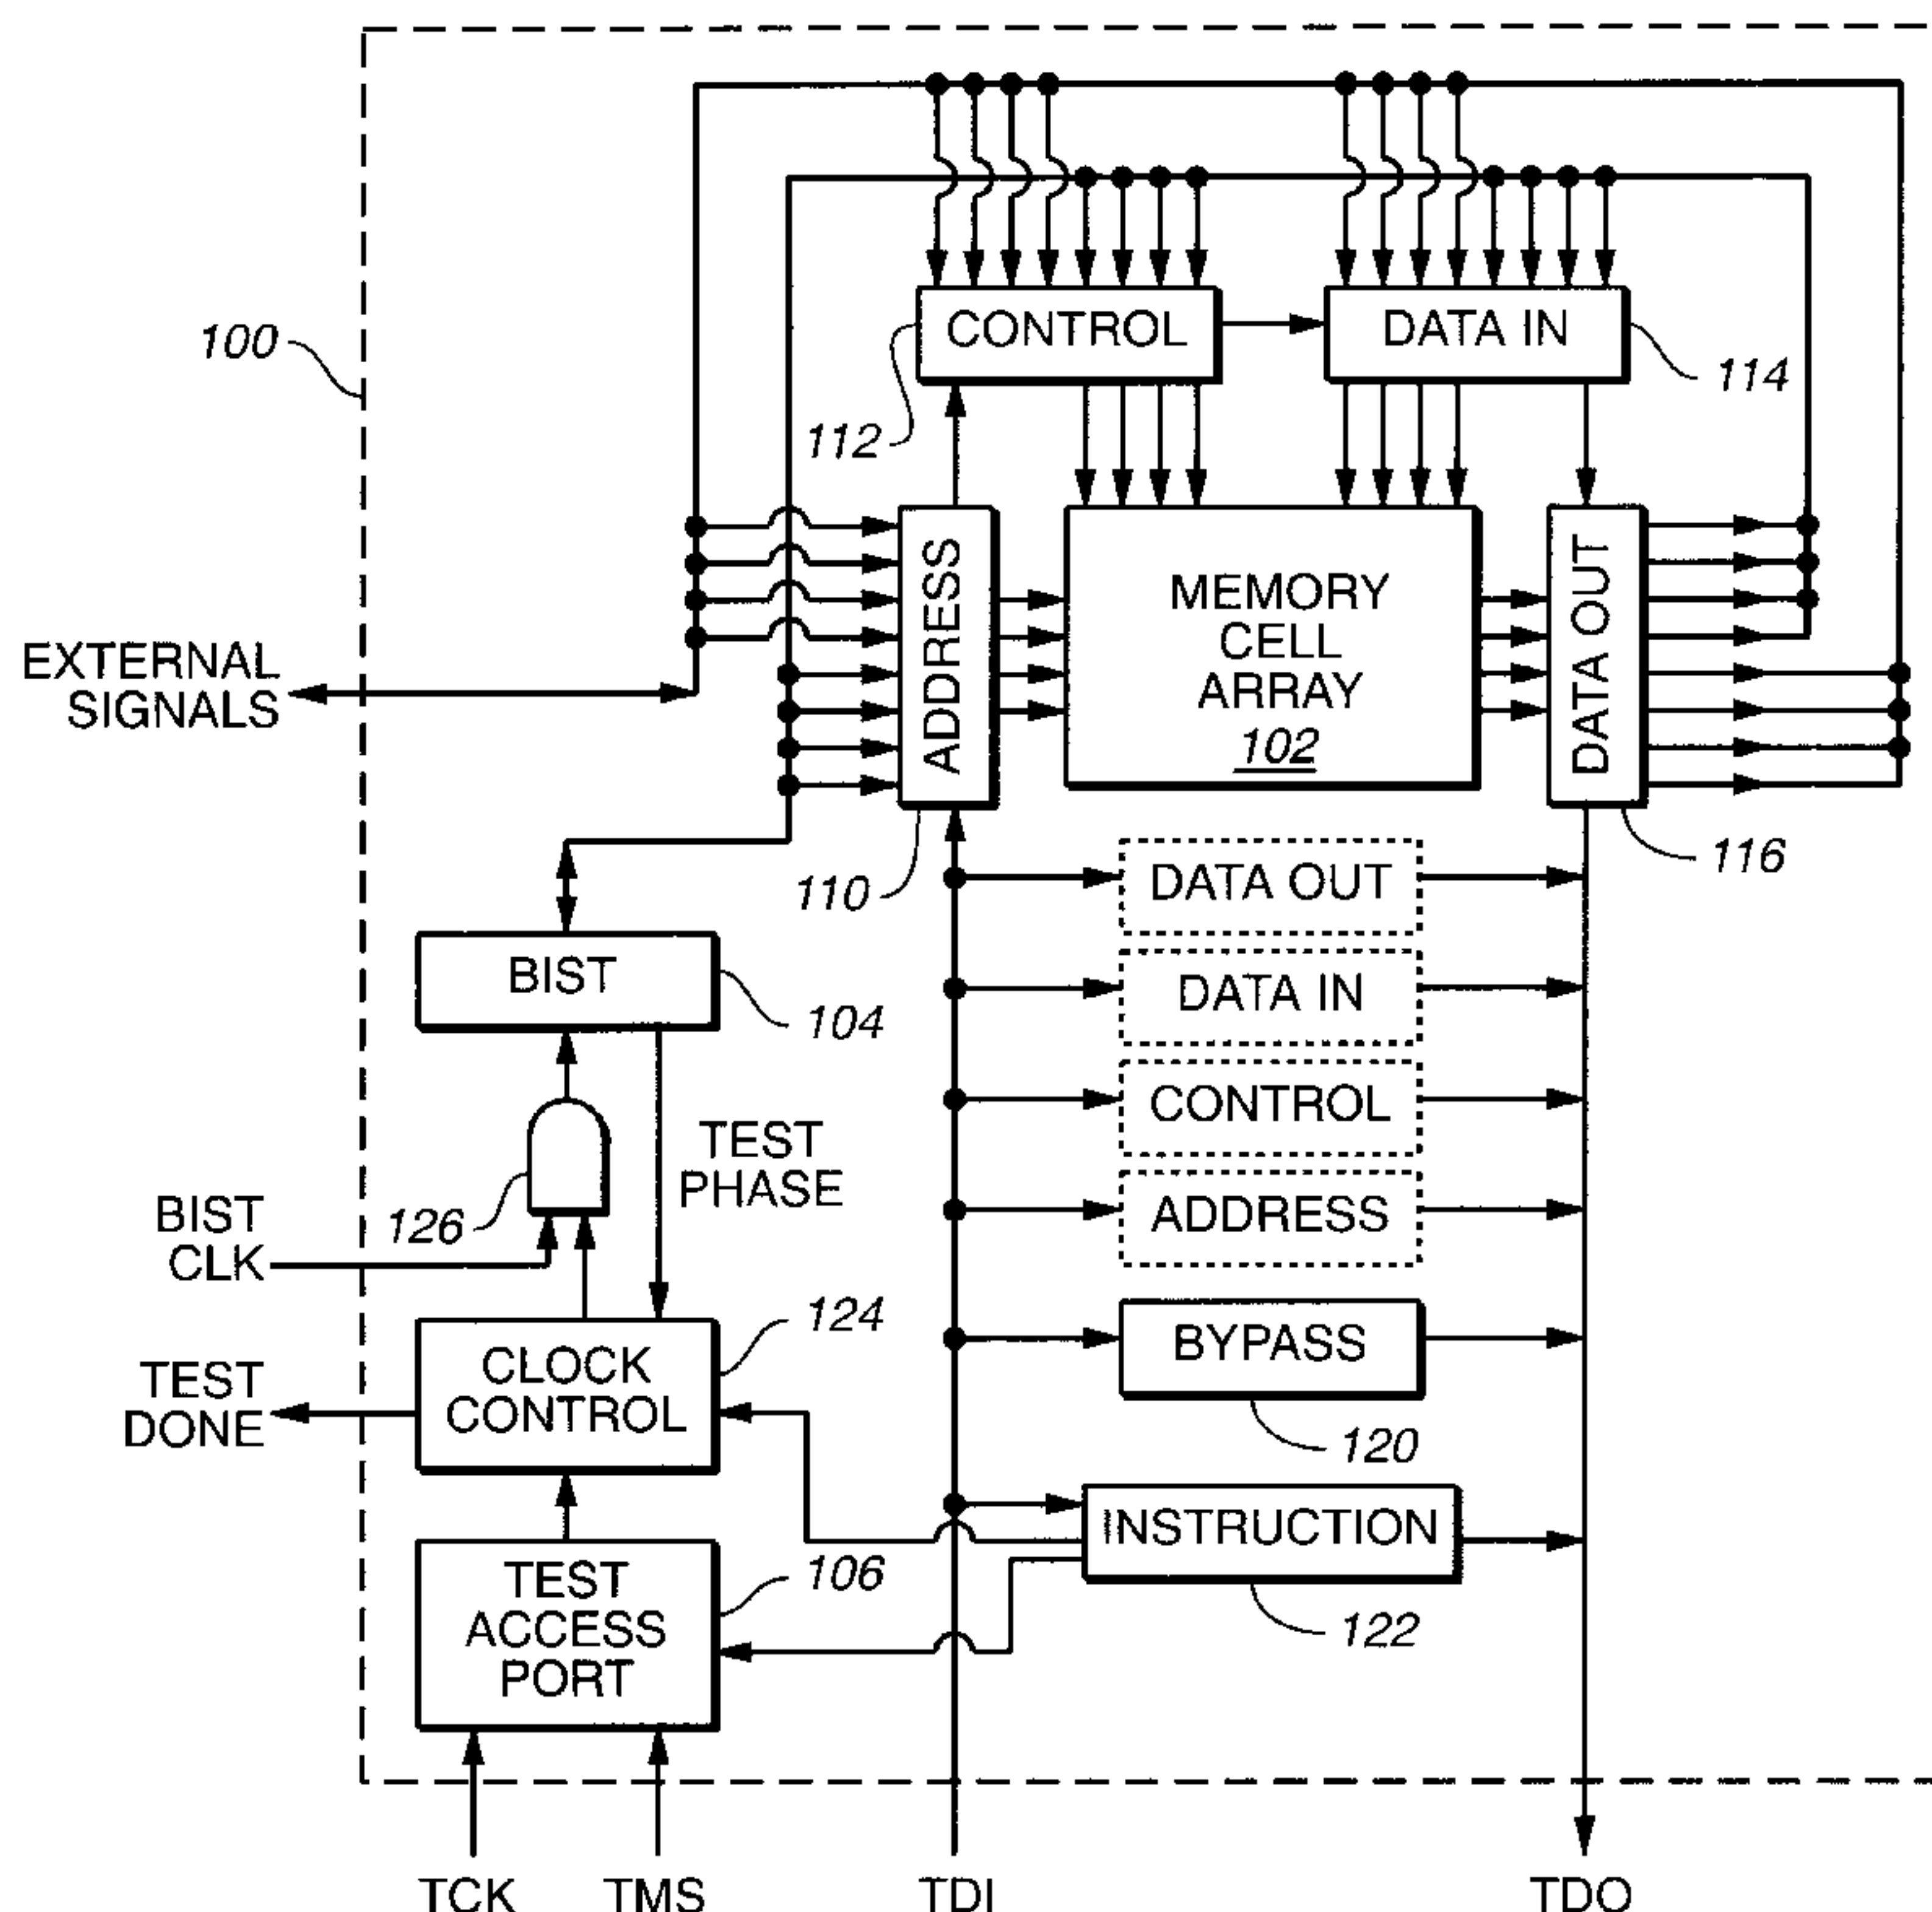 CONTROL
DATA IN
100
114
112
ADDRESS
MEMORY
CELL
ARRAY
102
DATA OUT
EXTERNAL
SIGNALS
110
116
DATA OUT
BIST
104
DATA IN
CONTROL
TEST
PHASE
126
BIST
CLK
ADDRESS
124
CLOCK
CONTROL
BYPASS
TEST
DONE
120
INSTRUCTION
106
TEST
ACCESS
PORT
122
TCK
TMS
TDI
TDO